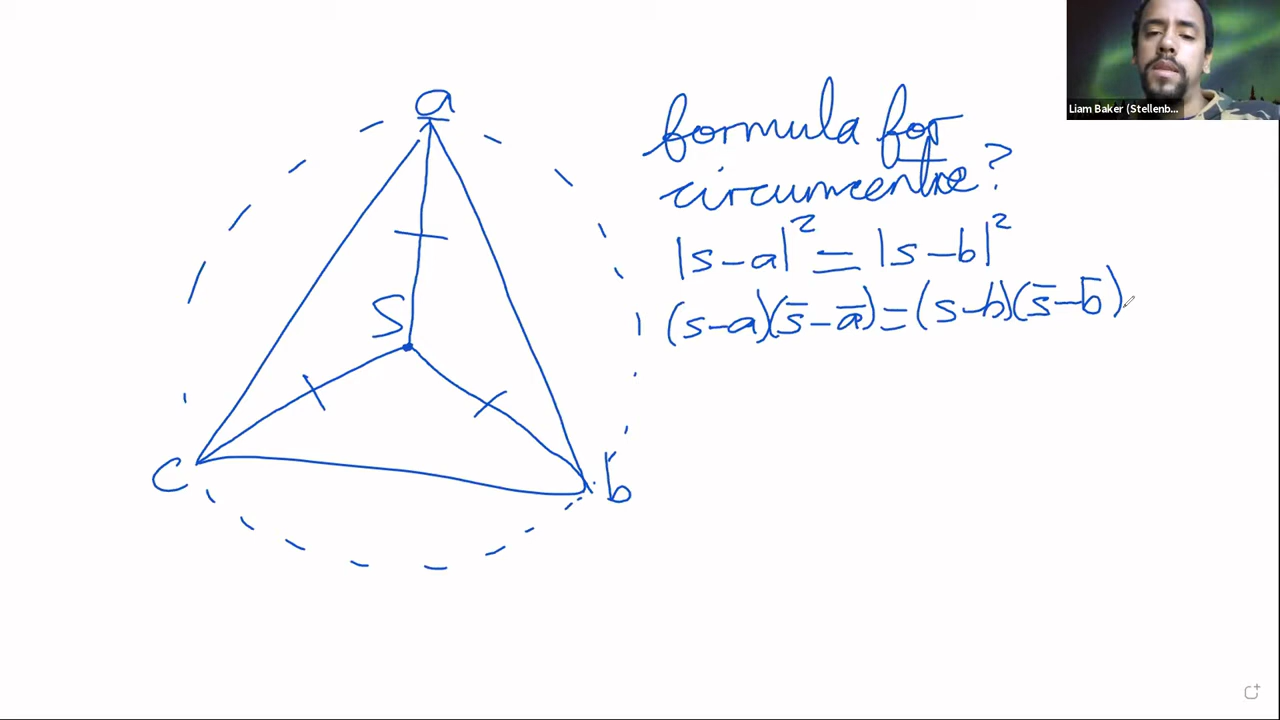 a
formula for
circumcentre?
|s-a|² = |s-b|²
(s-a)(s̄-ā)=(s-b)(s̄-b̄)
S
c
b
Liam Baker (Stellenb...